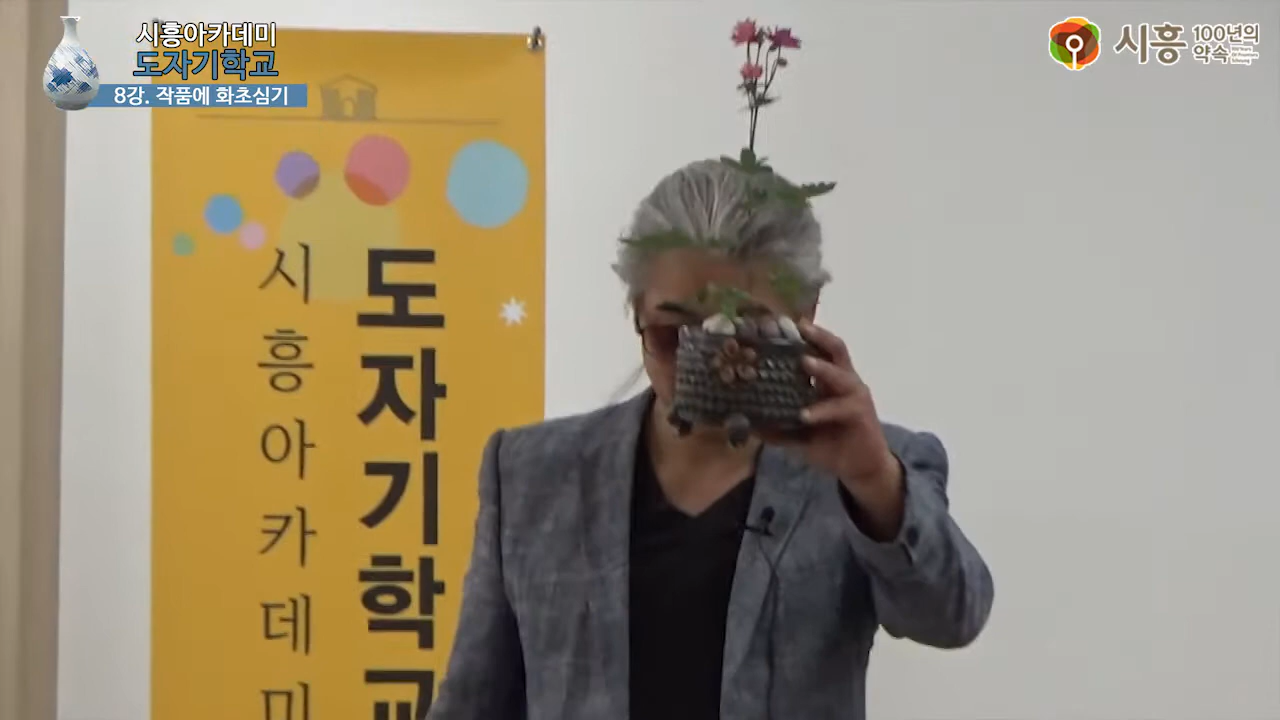 시흥아카데미
도자기학교
8강. 작품에 화초심기
시흥 100년의 약속
시흥아카데미
도자기학교